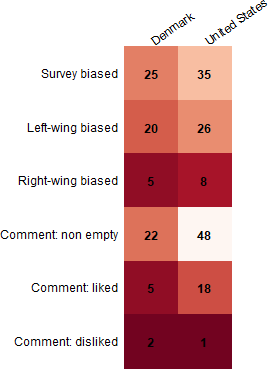 Denmark United States
Survey biased 25 35
Left-wing biased 20 26
Right-wing biased 5 8
Comment: non empty 22 48
Comment: liked 5 18
Comment: disliked 2 1